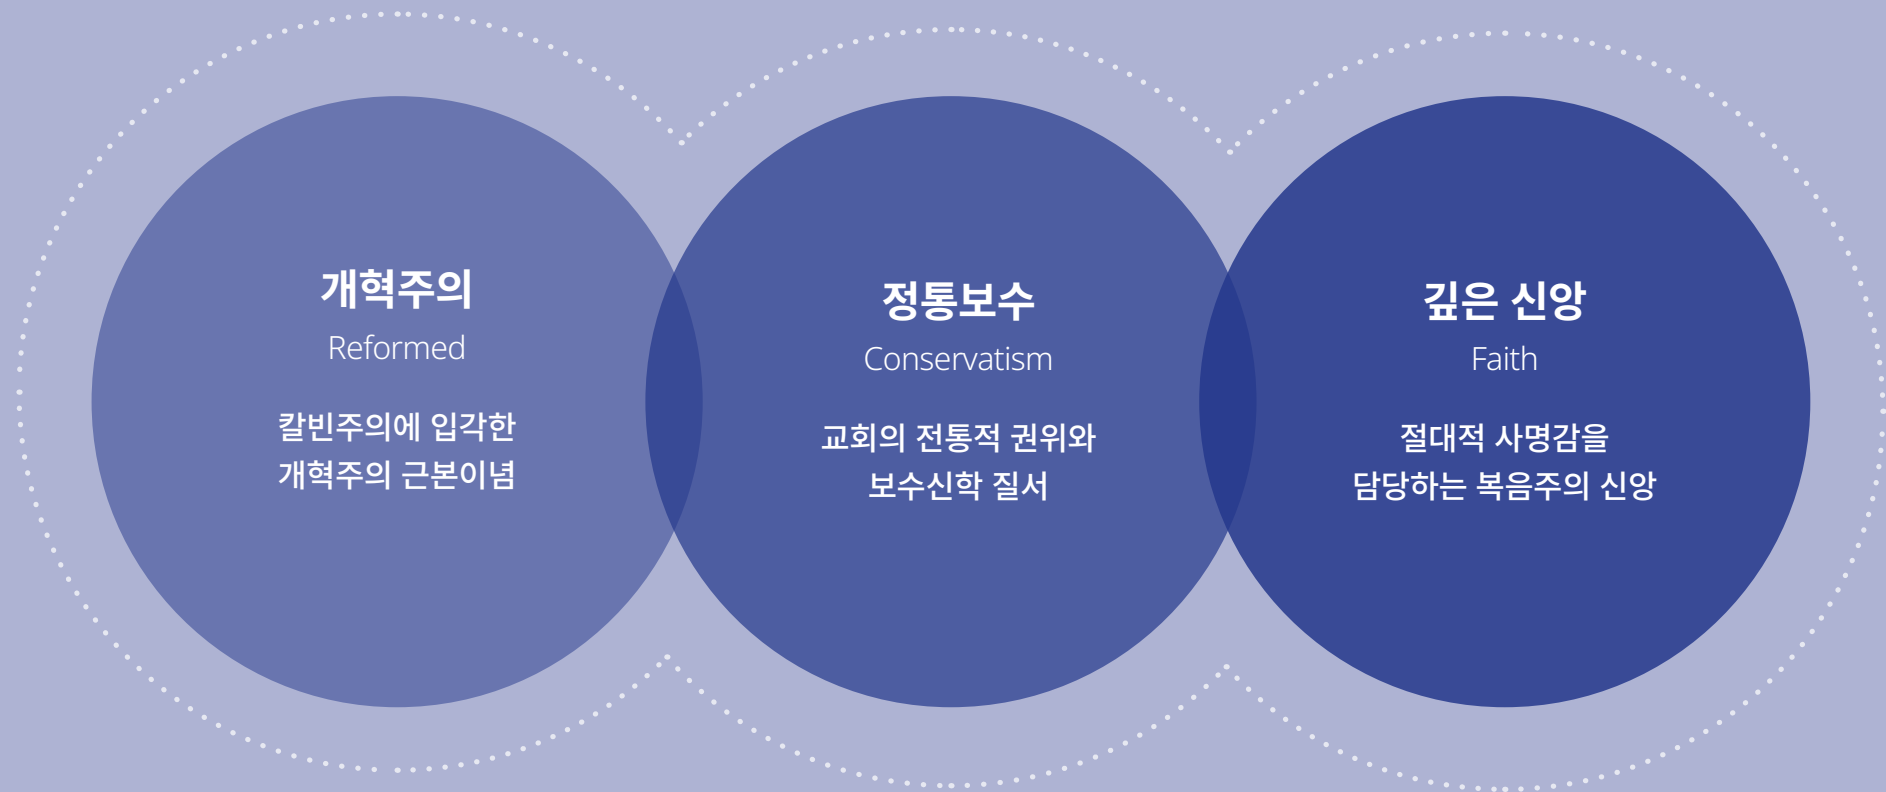 개혁주의
Reformed
칼빈주의에 입각한
개혁주의 근본이념
정통보수
Conservatism
교회의 전통적 권위와
보수신학 질서
깊은 신앙
Faith
절대적 사명감을
담당하는 복음주의 신앙